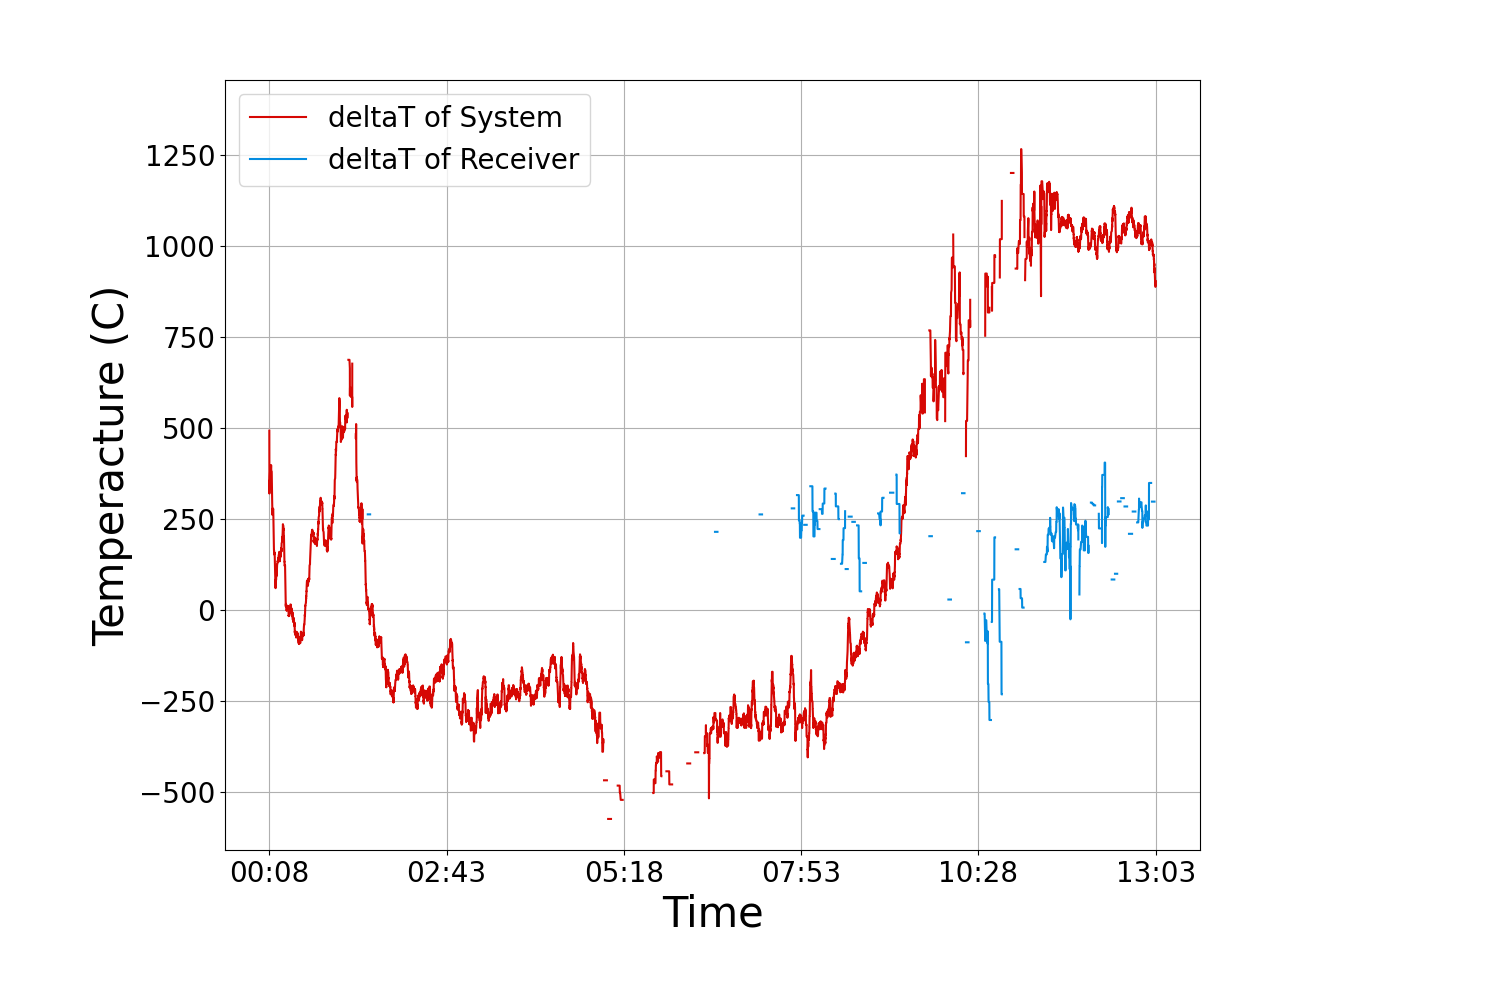 deltaT of System
deltaT of Receiver
1250
1000
750
500
250
0
−250
−500
Temperacture (C)
00:08 02:43 05:18 07:53 10:28 13:03
Time